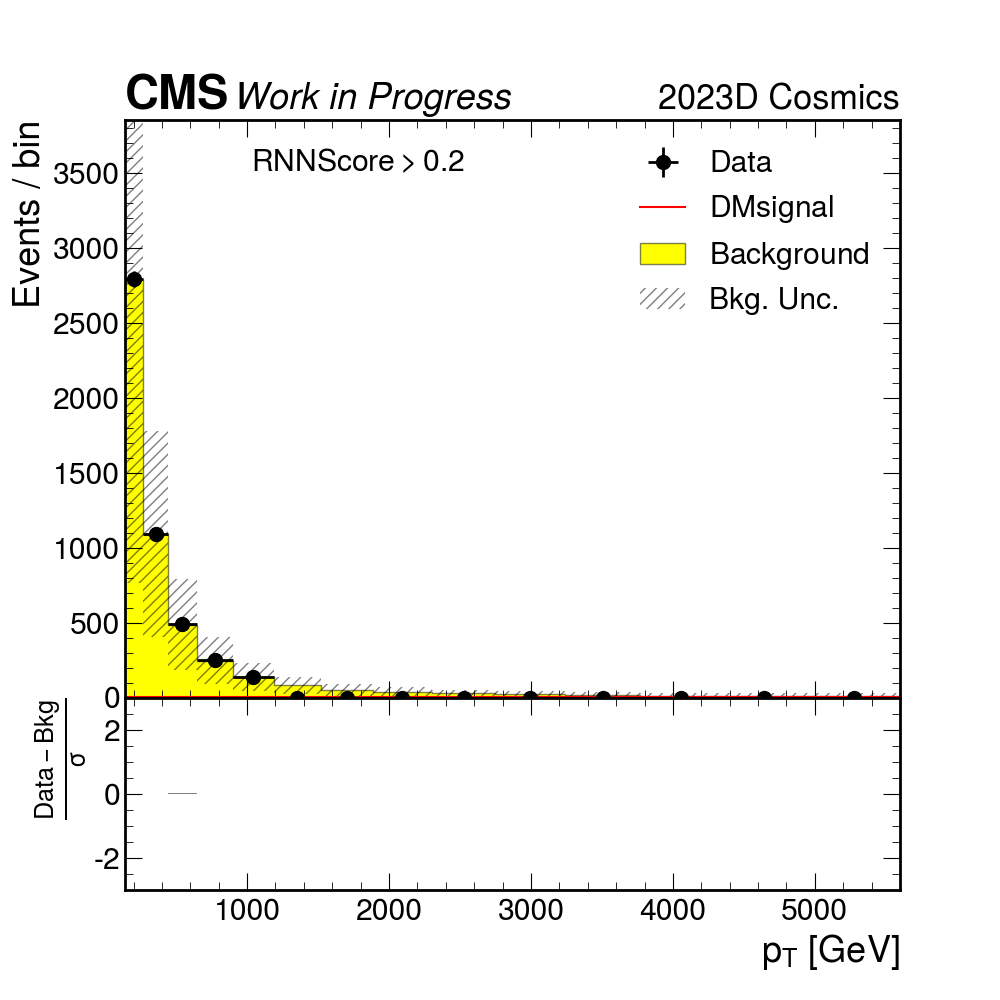 CMS Work in Progress 2023D Cosmics
Events / bin
RNNScore > 0.2
Data
DMsignal
Background
Bkg. Unc.
3500
3000
2500
2000
1500
1000
500
0
Data – Bkg
σ
2
0
-2
1000 2000 3000 4000 5000
pT [GeV]